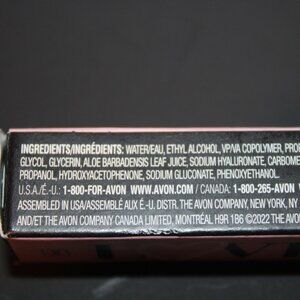 INGREDIENTS/INGRÉDIENTS: WATER/EAU, ETHYL ALCOHOL, VP/VA COPOLYMER, PRO
GLYCOL, GLYCERIN, ALOE BARBADENSIS LEAF JUICE, SODIUM HYALURONATE, CARBOME
PROPANOL, HYDROXYACETOPHENONE, SODIUM GLUCONATE, PHENOXYETHANOL.
U.S.A./É.-U.: 1-800-FOR-AVON WWW.AVON.COM / CANADA: 1-800-265-AVON
ASSEMBLED IN USA/ASSEMBLÉ AUX É.-U. DISTR. THE AVON COMPANY, NEW YORK, NY
AND/ET THE AVON COMPANY CANADA LIMITED, MONTRÉAL H9R 1B6 ©2022 THE AVON